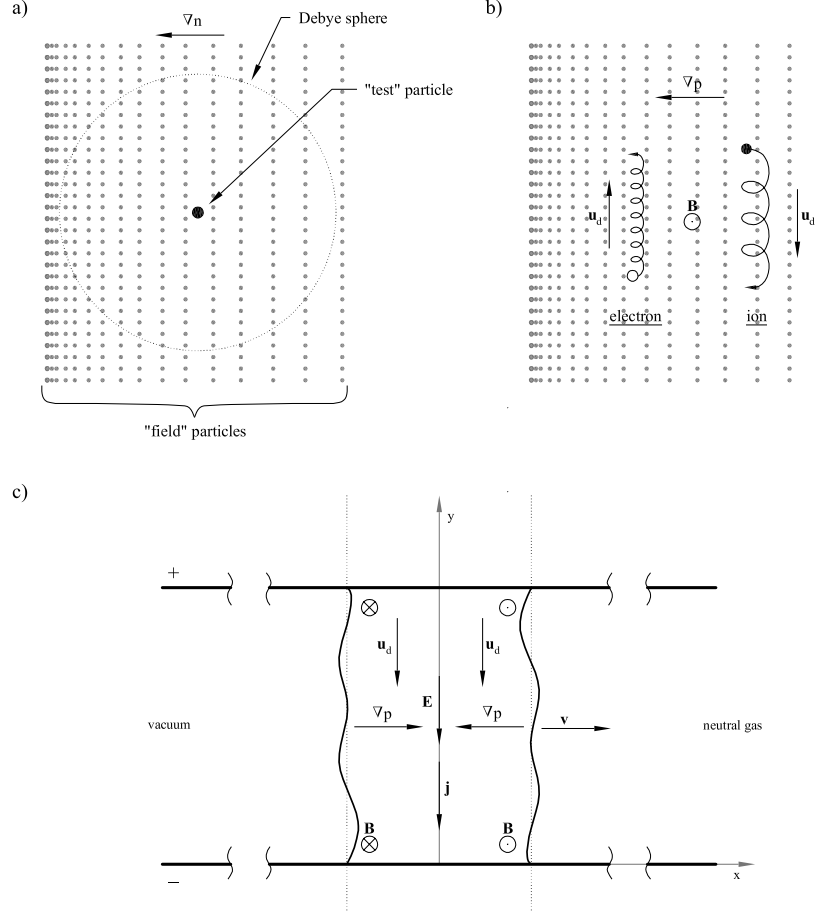 a)
∇n
Debye sphere
"test" particle
"field" particles
b)
∇p
B
u_d
u_d
electron
ion
c)
y
+
u_d
u_d
E
∇p
∇p
v
vacuum
neutral gas
j
B
B
x
−